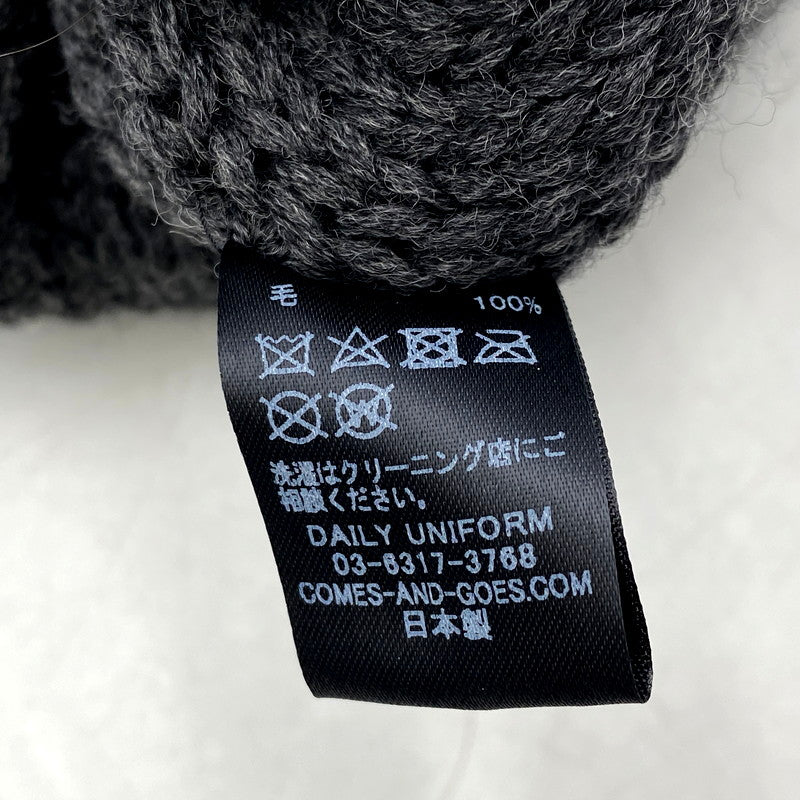 毛 100%
洗濯はクリーニング店にご
相談ください。
DAILY UNIFORM
03-6317-3768
COMES-AND-GOES.COM
日本製